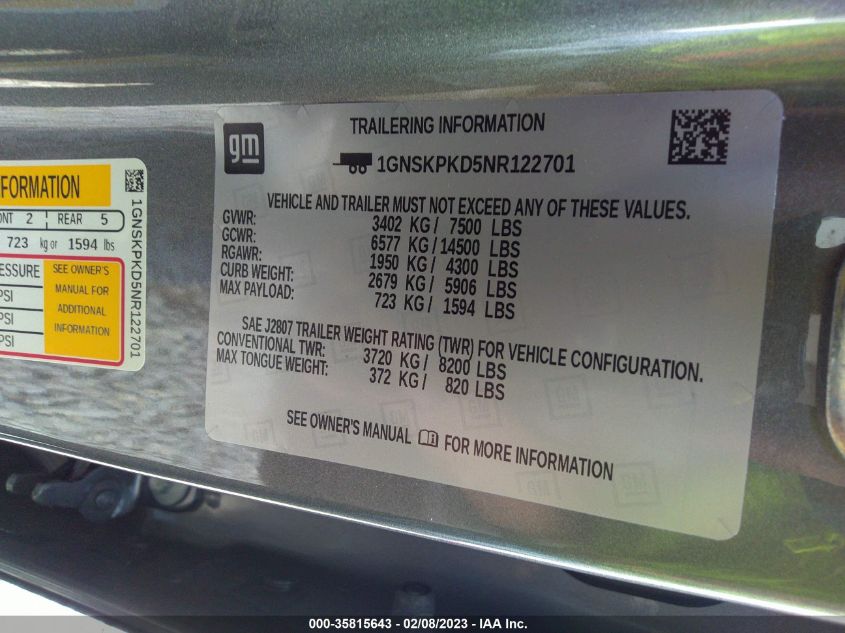 gm
TRAILERING INFORMATION
1GNSKPKD5NR122701
VEHICLE AND TRAILER MUST NOT EXCEED ANY OF THESE VALUES.
GVWR: 3402 KG / 7500 LBS
GCWR: 6577 KG / 14500 LBS
RGAWR: 1950 KG / 4300 LBS
CURB WEIGHT: 2679 KG / 5906 LBS
MAX PAYLOAD: 723 KG / 1594 LBS
SAE J2807 TRAILER WEIGHT RATING (TWR) FOR VEHICLE CONFIGURATION.
CONVENTIONAL TWR: 3720 KG / 8200 LBS
MAX TONGUE WEIGHT: 372 KG / 820 LBS
SEE OWNER'S MANUAL FOR MORE INFORMATION
FORMATION
NT 2 REAR 5
723 kg or 1594 lbs
ESSURE
PSI
PSI
PSI
SEE OWNER'S
MANUAL FOR
ADDITIONAL
INFORMATION
1GNSKPKD5NR122701
000-35815643 - 02/08/2023 - IAA Inc.